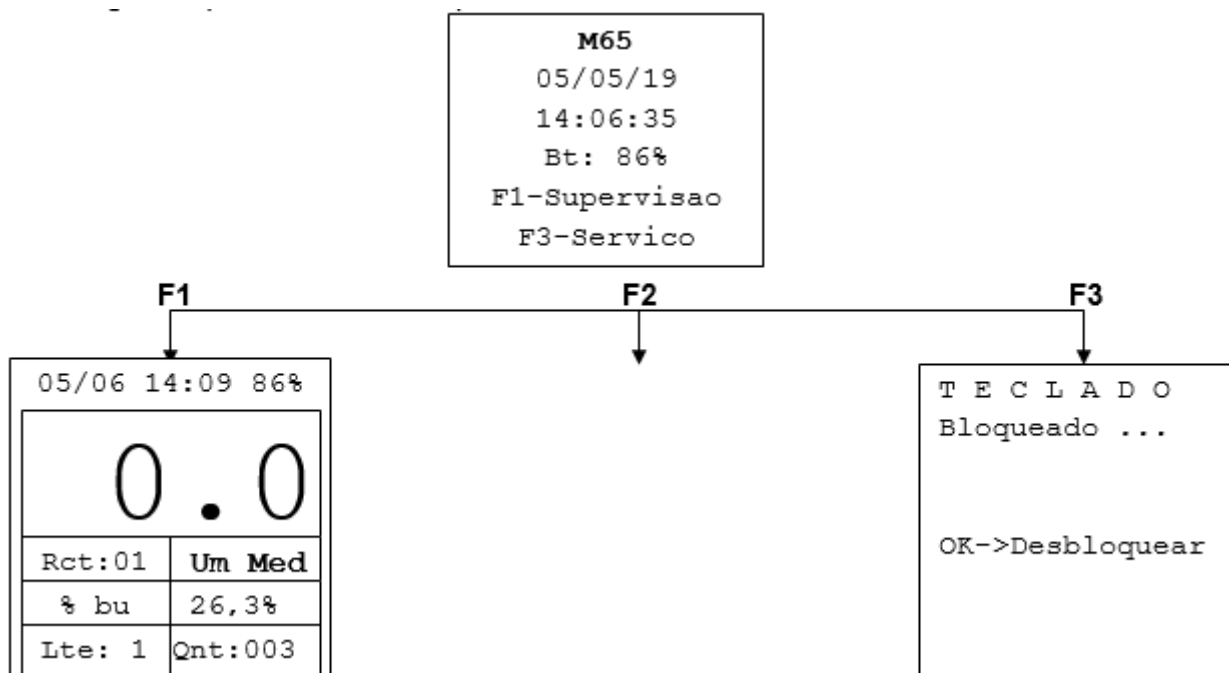 M65
05/05/19
14:06:35
Bt: 86%
F1-Supervisao
F3-Servico
F1
F2
F3
05/06 14:09 86%
0.0
Rct:01 Um Med
% bu 26,3%
Lte: 1 Qnt:003
T E C L A D O
Bloqueado ...
OK->Desbloquear